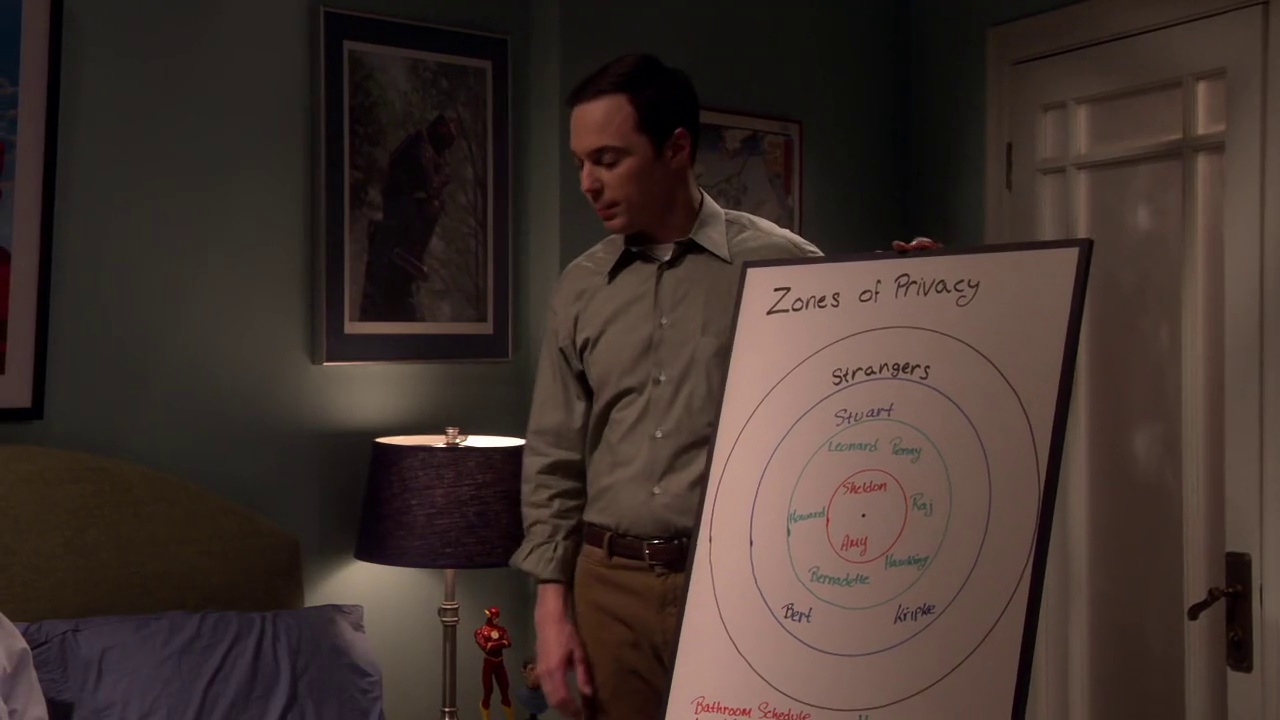 Zones of Privacy
Strangers
Stuart
Leonard Penny
Sheldon
Howard Raj
Amy
Bernadette Hawking
Bert Kripke
Bathroom Schedule